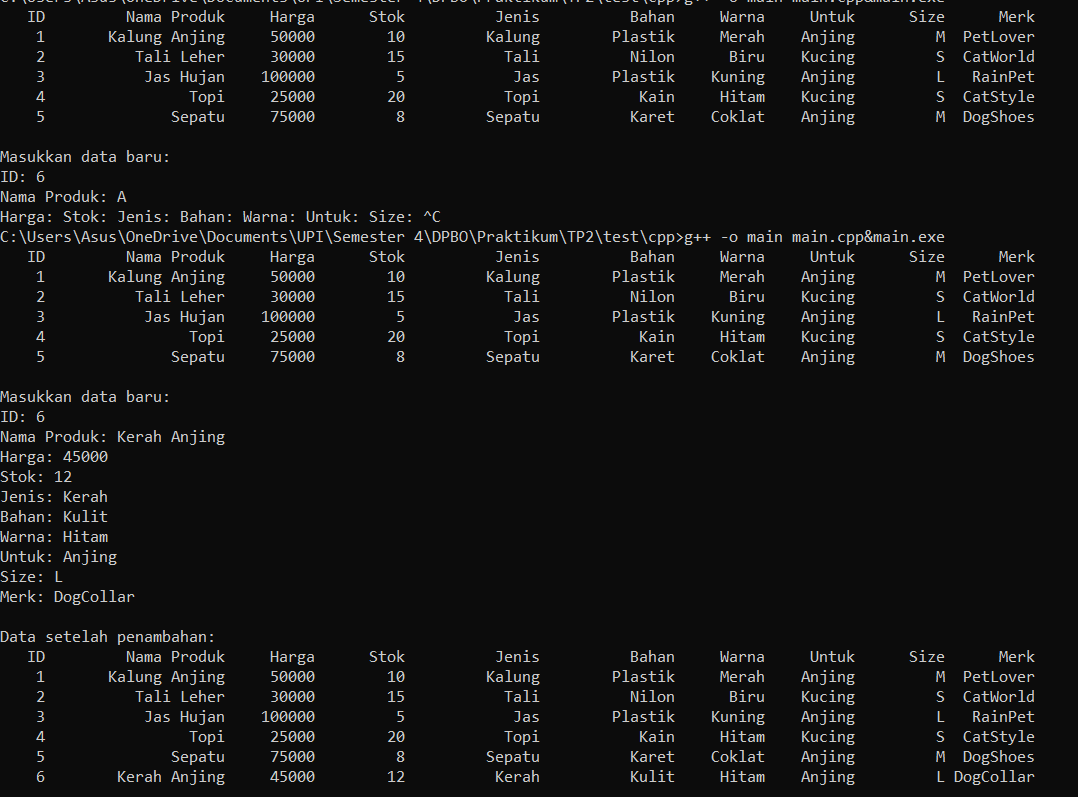 C:\Users\Asus\OneDrive\Documents\UPI\Semester 4\DPBO\Praktikum\TP2\test\cpp>g++ -o main main.cpp&main.exe
ID Nama Produk Harga Stok Jenis Bahan Warna Untuk Size Merk
1 Kalung Anjing 50000 10 Kalung Plastik Merah Anjing M PetLover
2 Tali Leher 30000 15 Tali Nilon Biru Kucing S CatWorld
3 Jas Hujan 100000 5 Jas Plastik Kuning Anjing L RainPet
4 Topi 25000 20 Topi Kain Hitam Kucing S CatStyle
5 Sepatu 75000 8 Sepatu Karet Coklat Anjing M DogShoes
Masukkan data baru:
ID: 6
Nama Produk: A
Harga: Stok: Jenis: Bahan: Warna: Untuk: Size: ^C
C:\Users\Asus\OneDrive\Documents\UPI\Semester 4\DPBO\Praktikum\TP2\test\cpp>g++ -o main main.cpp&main.exe
ID Nama Produk Harga Stok Jenis Bahan Warna Untuk Size Merk
1 Kalung Anjing 50000 10 Kalung Plastik Merah Anjing M PetLover
2 Tali Leher 30000 15 Tali Nilon Biru Kucing S CatWorld
3 Jas Hujan 100000 5 Jas Plastik Kuning Anjing L RainPet
4 Topi 25000 20 Topi Kain Hitam Kucing S CatStyle
5 Sepatu 75000 8 Sepatu Karet Coklat Anjing M DogShoes
Masukkan data baru:
ID: 6
Nama Produk: Kerah Anjing
Harga: 45000
Stok: 12
Jenis: Kerah
Bahan: Kulit
Warna: Hitam
Untuk: Anjing
Size: L
Merk: DogCollar
Data setelah penambahan:
ID Nama Produk Harga Stok Jenis Bahan Warna Untuk Size Merk
1 Kalung Anjing 50000 10 Kalung Plastik Merah Anjing M PetLover
2 Tali Leher 30000 15 Tali Nilon Biru Kucing S CatWorld
3 Jas Hujan 100000 5 Jas Plastik Kuning Anjing L RainPet
4 Topi 25000 20 Topi Kain Hitam Kucing S CatStyle
5 Sepatu 75000 8 Sepatu Karet Coklat Anjing M DogShoes
6 Kerah Anjing 45000 12 Kerah Kulit Hitam Anjing L DogCollar